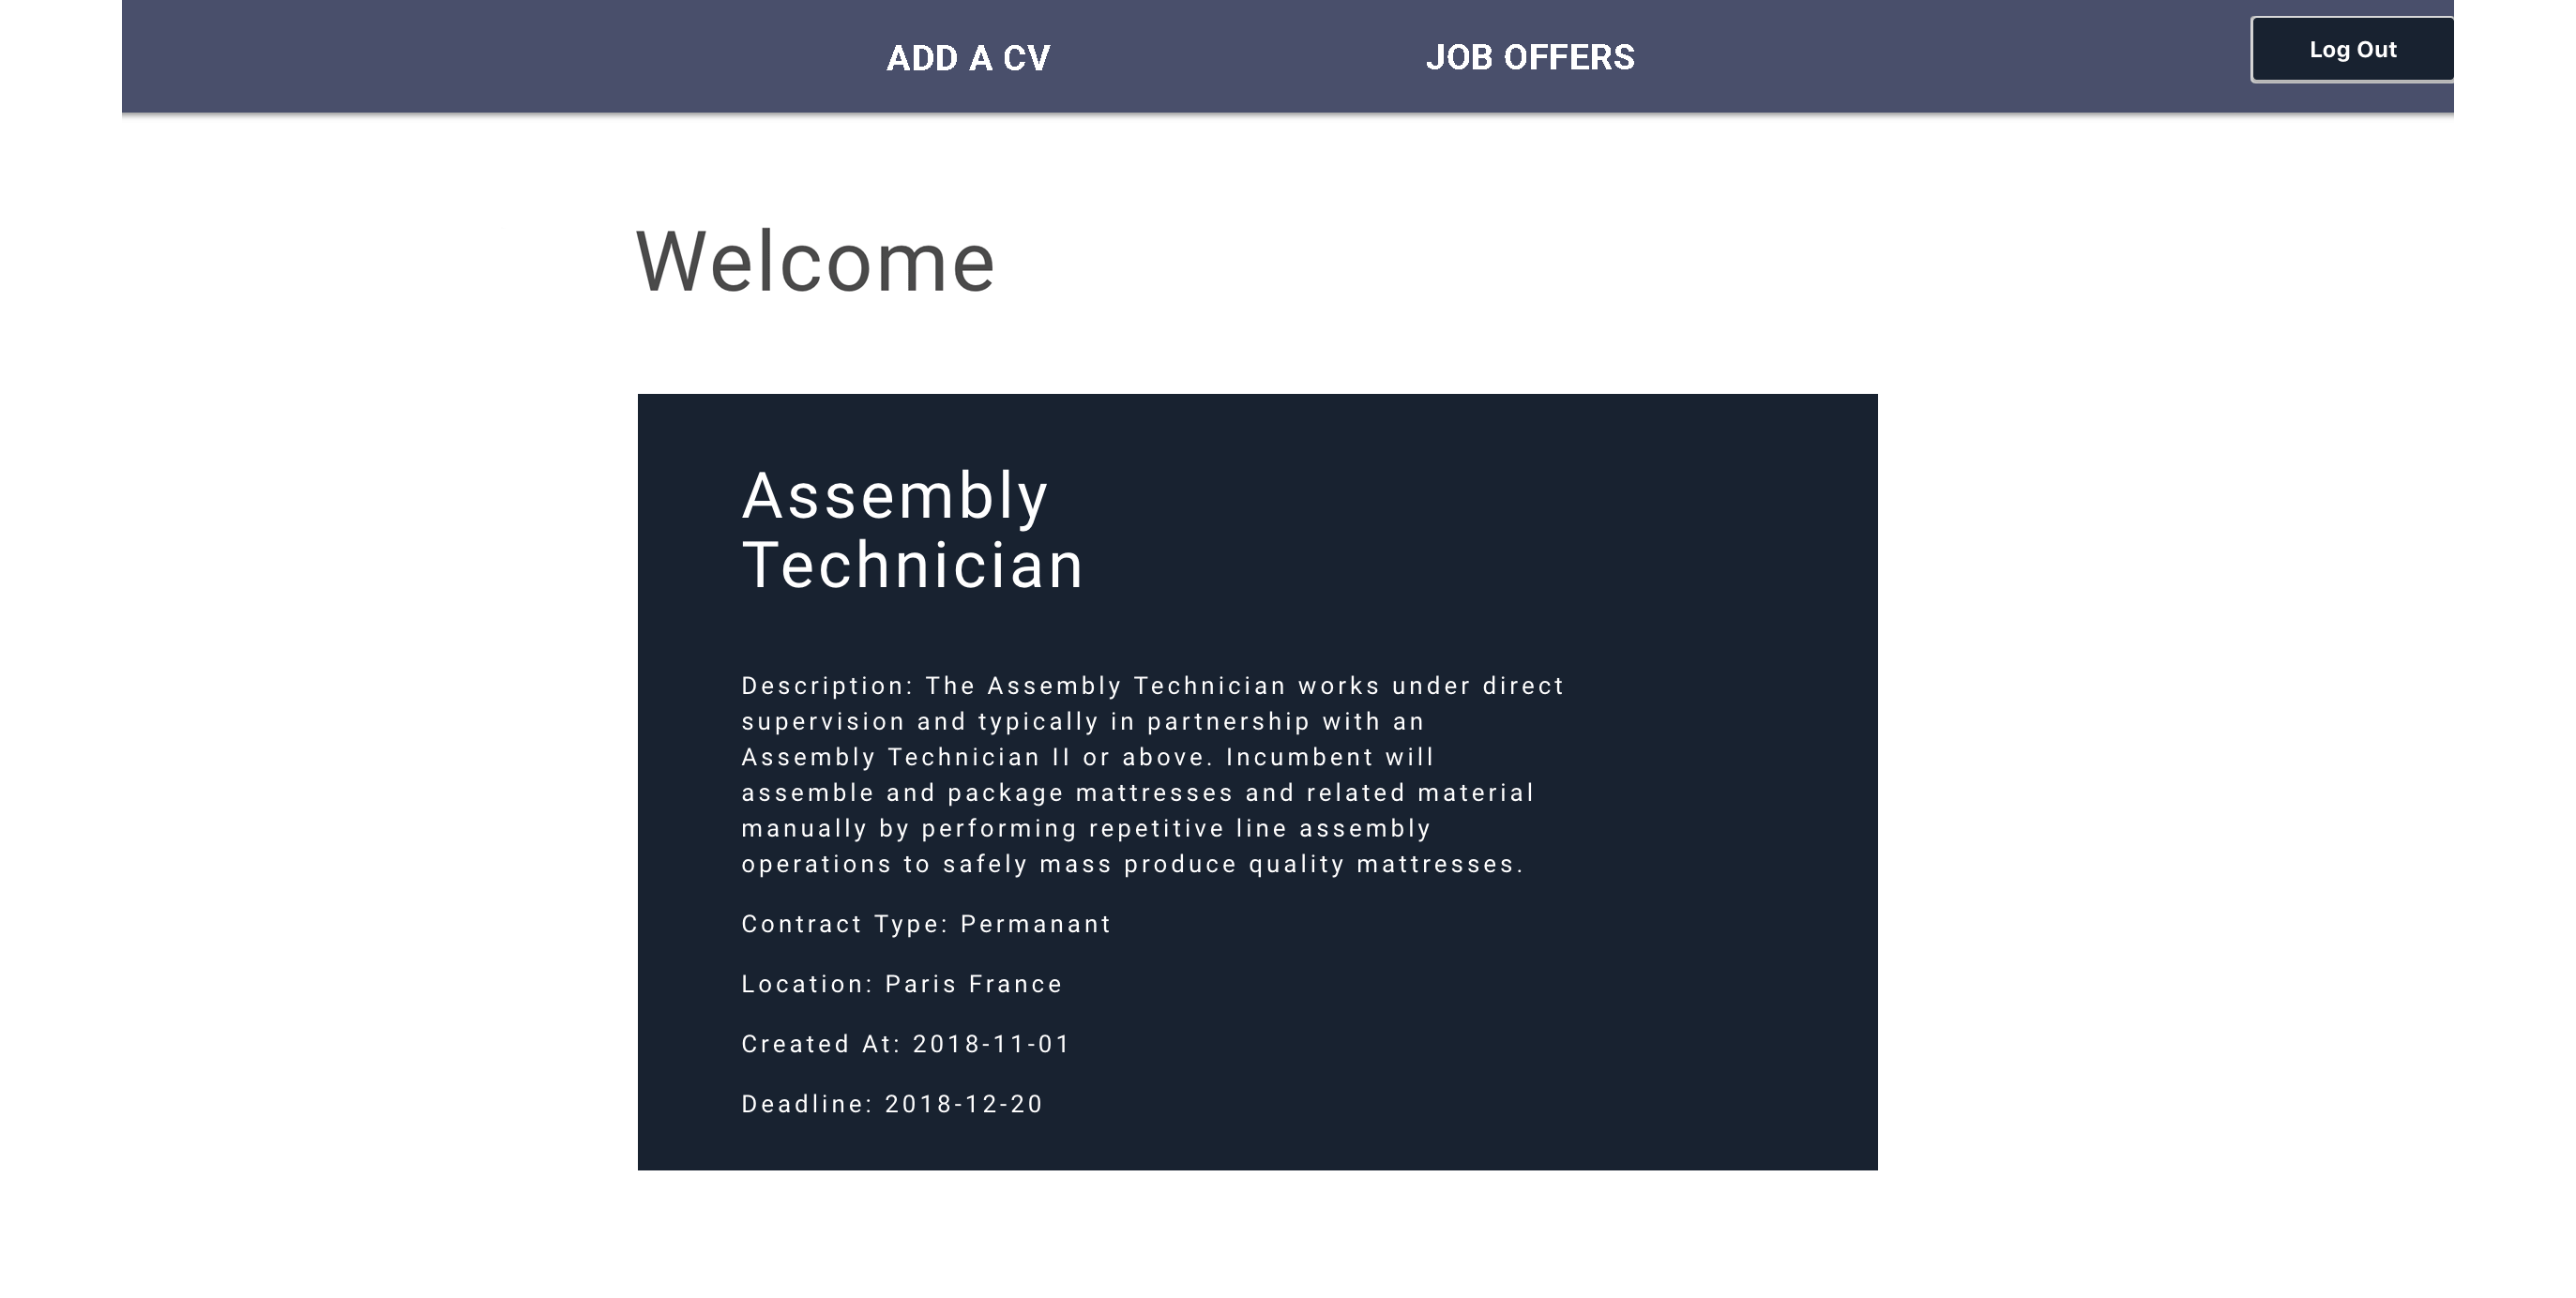 ADD A CV
JOB OFFERS
Log Out
Welcome
Assembly
Technician
Description: The Assembly Technician works under direct
supervision and typically in partnership with an
Assembly Technician II or above. Incumbent will
assemble and package mattresses and related material
manually by performing repetitive line assembly
operations to safely mass produce quality mattresses.
Contract Type: Permanant
Location: Paris France
Created At: 2018-11-01
Deadline: 2018-12-20